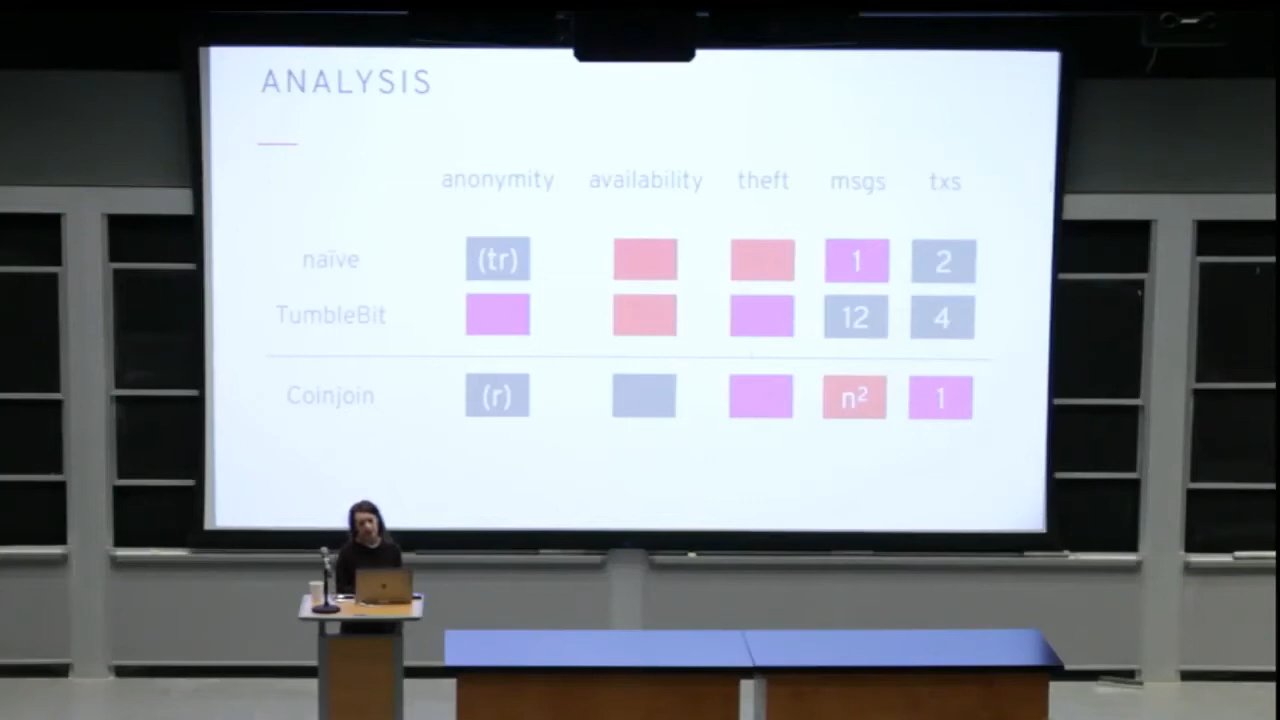 ANALYSIS
anonymity availability theft msgs txs
naïve (tr) 1 2
TumbleBit 12 4
Coinjoin (r) n² 1